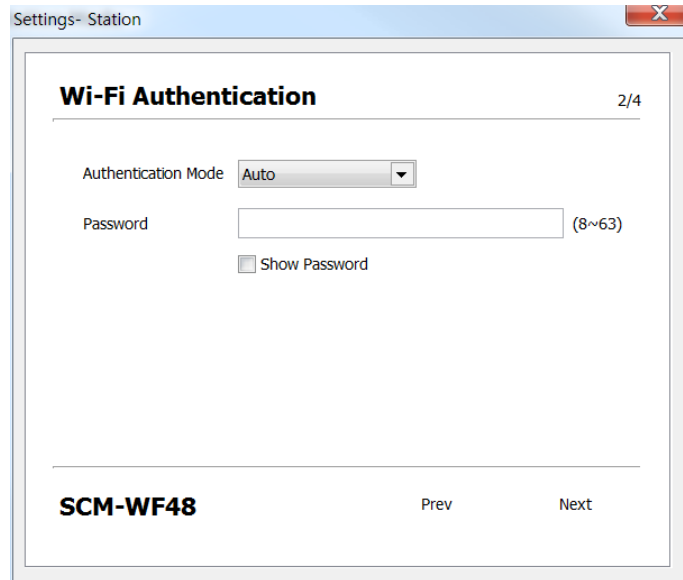 Settings- Station
Wi-Fi Authentication 2/4
Authentication Mode Auto
Password (8~63)
Show Password
SCM-WF48 Prev Next